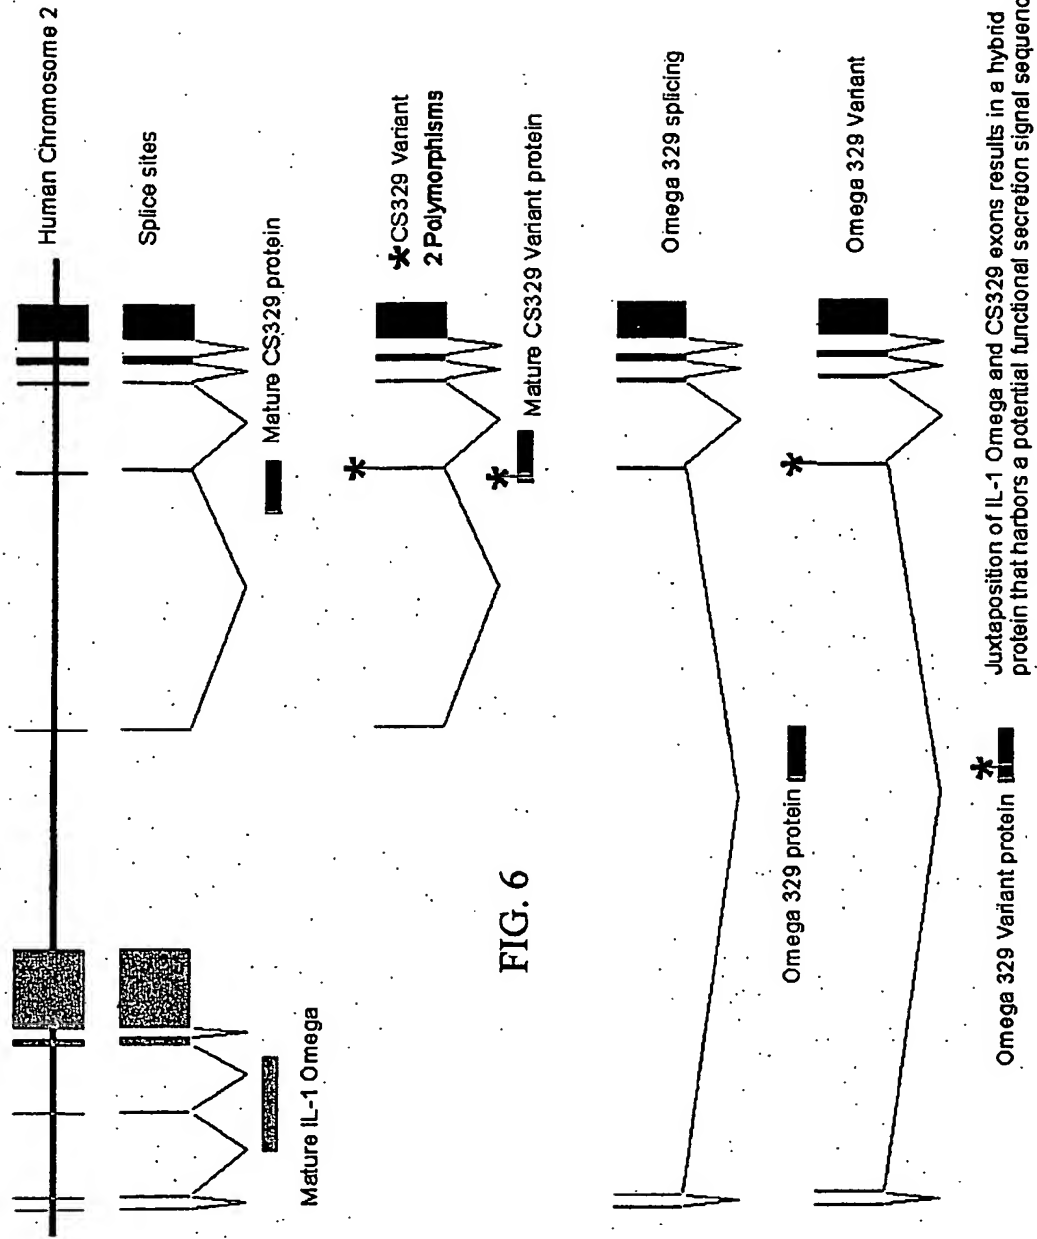 Human Chromosome 2
Splice sites
Mature CS329 protein
Mature IL-1 Omega
*CS329 Variant
2 Polymorphisms
Mature CS329 Variant protein
FIG. 6
Omega 329 splicing
Omega 329 protein
Omega 329 Variant
Omega 329 Variant protein
Juxtaposition of IL-1 Omega and CS329 exons results in a hybrid
protein that harbors a potential functional secretion signal sequenc